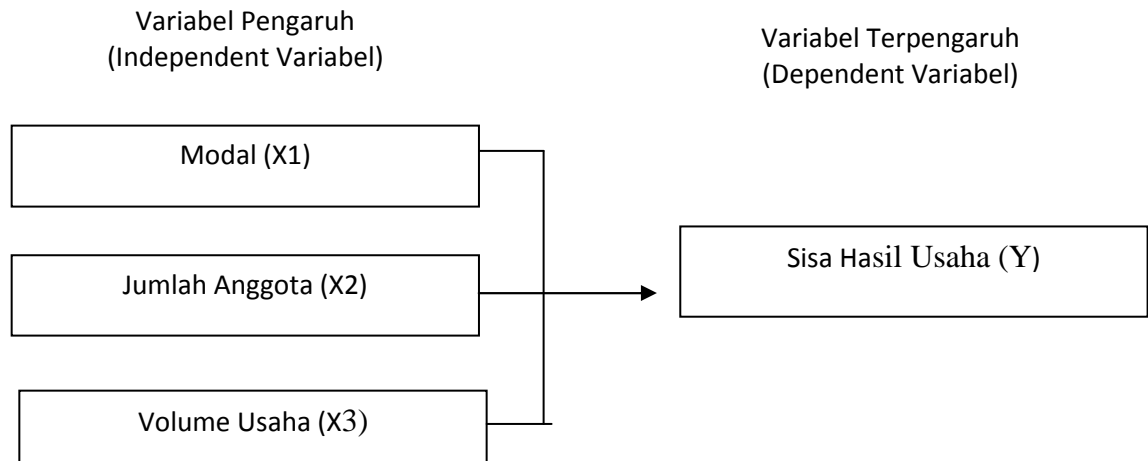 Variabel Pengaruh
(Independent Variabel)
Variabel Terpengaruh
(Dependent Variabel)
Modal (X1)
Sisa Hasil Usaha (Y)
Jumlah Anggota (X2)
Volume Usaha (X3)